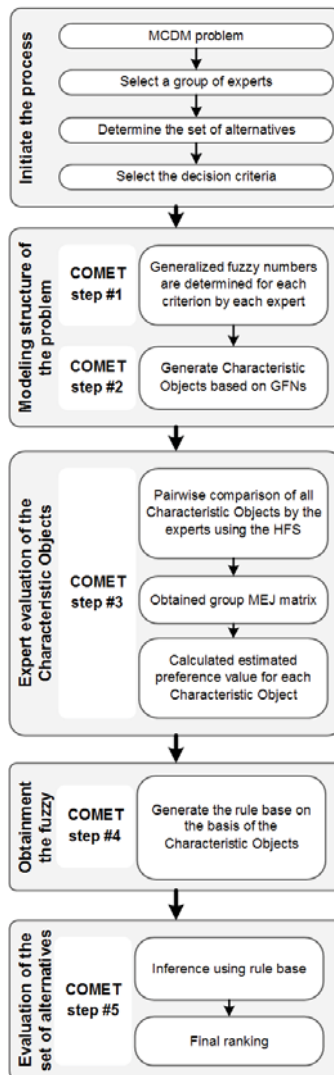 Initiate the process
MCDM problem
Select a group of experts
Determine the set of alternatives
Select the decision criteria
Modeling structure of
the problem
COMET
step #1
Generalized fuzzy numbers
are determined for each
criterion by each expert
COMET
step #2
Generate Characteristic
Objects based on GFNs
Expert evaluation of the
Characteristic Objects
COMET
step #3
Pairwise comparison of all
Characteristic Objects by the
experts using the HFS
Obtained group MEJ matrix
Calculated estimated
preference value for each
Characteristic Object
Obtainment
the fuzzy
COMET
step #4
Generate the rule base on
the basis of the
Characteristic Objects
Evaluation of the
set of alternatives
COMET
step #5
Inference using rule base
Final ranking